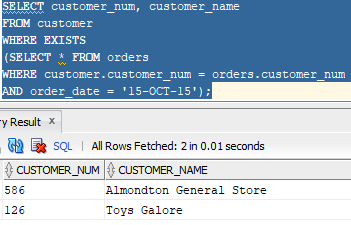 SELECT customer_num, customer_name
FROM customer
WHERE EXISTS
(SELECT * FROM orders
WHERE customer.customer_num = orders.customer_num
AND order_date = '15-OCT-15');
ry Result x
SQL | All Rows Fetched: 2 in 0.01 seconds
CUSTOMER_NUM CUSTOMER_NAME
586 Almondton General Store
126 Toys Galore